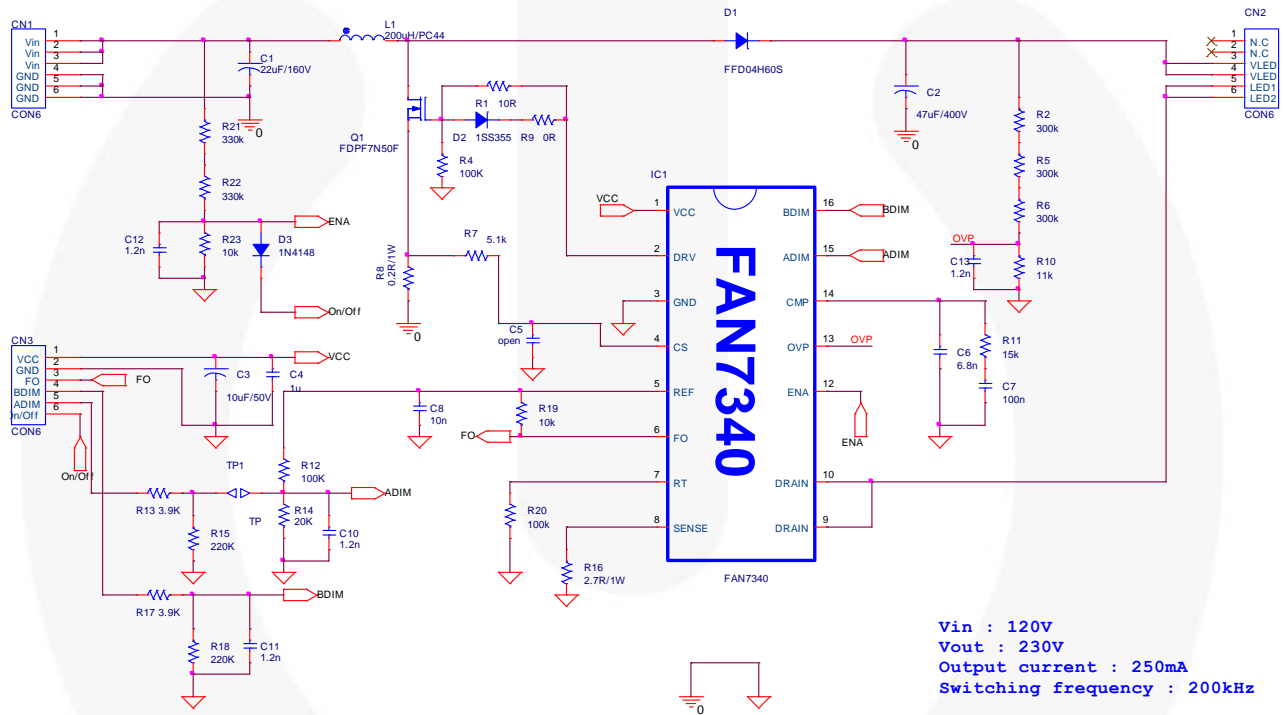 CN1
1
Vin
2
Vin
3
Vin
4
GND
5
GND
6
GND
CON6
L1
200uH/PC44
C1
22uF/160V
0
D1
FFD04H60S
CN2
1
N.C
2
N.C
3
VLED
4
VLED
5
LED1
6
LED2
CON6
C2
47uF/400V
0
R1
10R
Q1
FDPF7N50F
D2 1SS355
R9 0R
R4
100K
R21
330k
R22
330k
R2
300k
R5
300k
R6
300k
OVP
C13
1.2n
R10
11k
ENA
C12
1.2n
R23
10k
D3
1N4148
On/Off
R7 5.1k
R8
0.2R/1W
0
C5
open
IC1
VCC
1
VCC
2
DRV
3
GND
4
CS
5
REF
6
FO
7
RT
8
SENSE
FAN7340
16
BDIM
BDIM
15
ADIM
ADIM
14
CMP
13
OVP
OVP
12
ENA
ENA
10
DRAIN
9
DRAIN
FAN7340
C6
6.8n
R11
15k
C7
100n
CN3
1
VCC
2
GND
3
FO
4
BDIM
5
ADIM
6
On/Off
CON6
FO
On/Off
VCC
C3
10uF/50V
C4
1u
C8
10n
R19
10k
FO
R12
100K
TP1
TP
ADIM
R13 3.9K
R15
220K
R14
20K
C10
1.2n
R20
100k
R16
2.7R/1W
R17 3.9K
BDIM
R18
220K
C11
1.2n
0
Vin : 120V
Vout : 230V
Output current : 250mA
Switching frequency : 200kHz